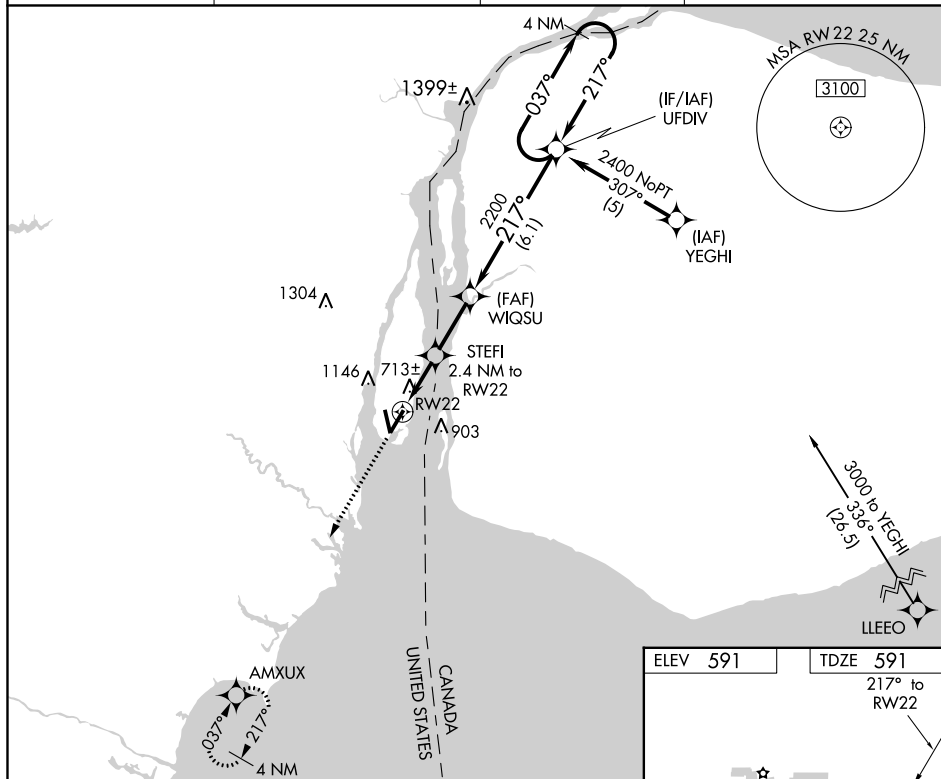 4 NM
MSA RW 22 25 NM
3100
1399±
037°
217°
(IF/IAF)
UFDIV
2400 NoPT
307°
(5)
(IAF)
YEGHI
2200
217°
(6.1)
1304
(FAF)
WIQSU
STEFI
2.4 NM to
RW22
1146
713±
RW22
903
3000 to YEGHI
336°
(26.5)
LLEEO
AMXUX
037°
217°
4 NM
UNITED STATES
CANADA
ELEV 591
TDZE 591
217° to
RW22